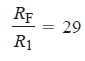 R_F / R_1 = 29